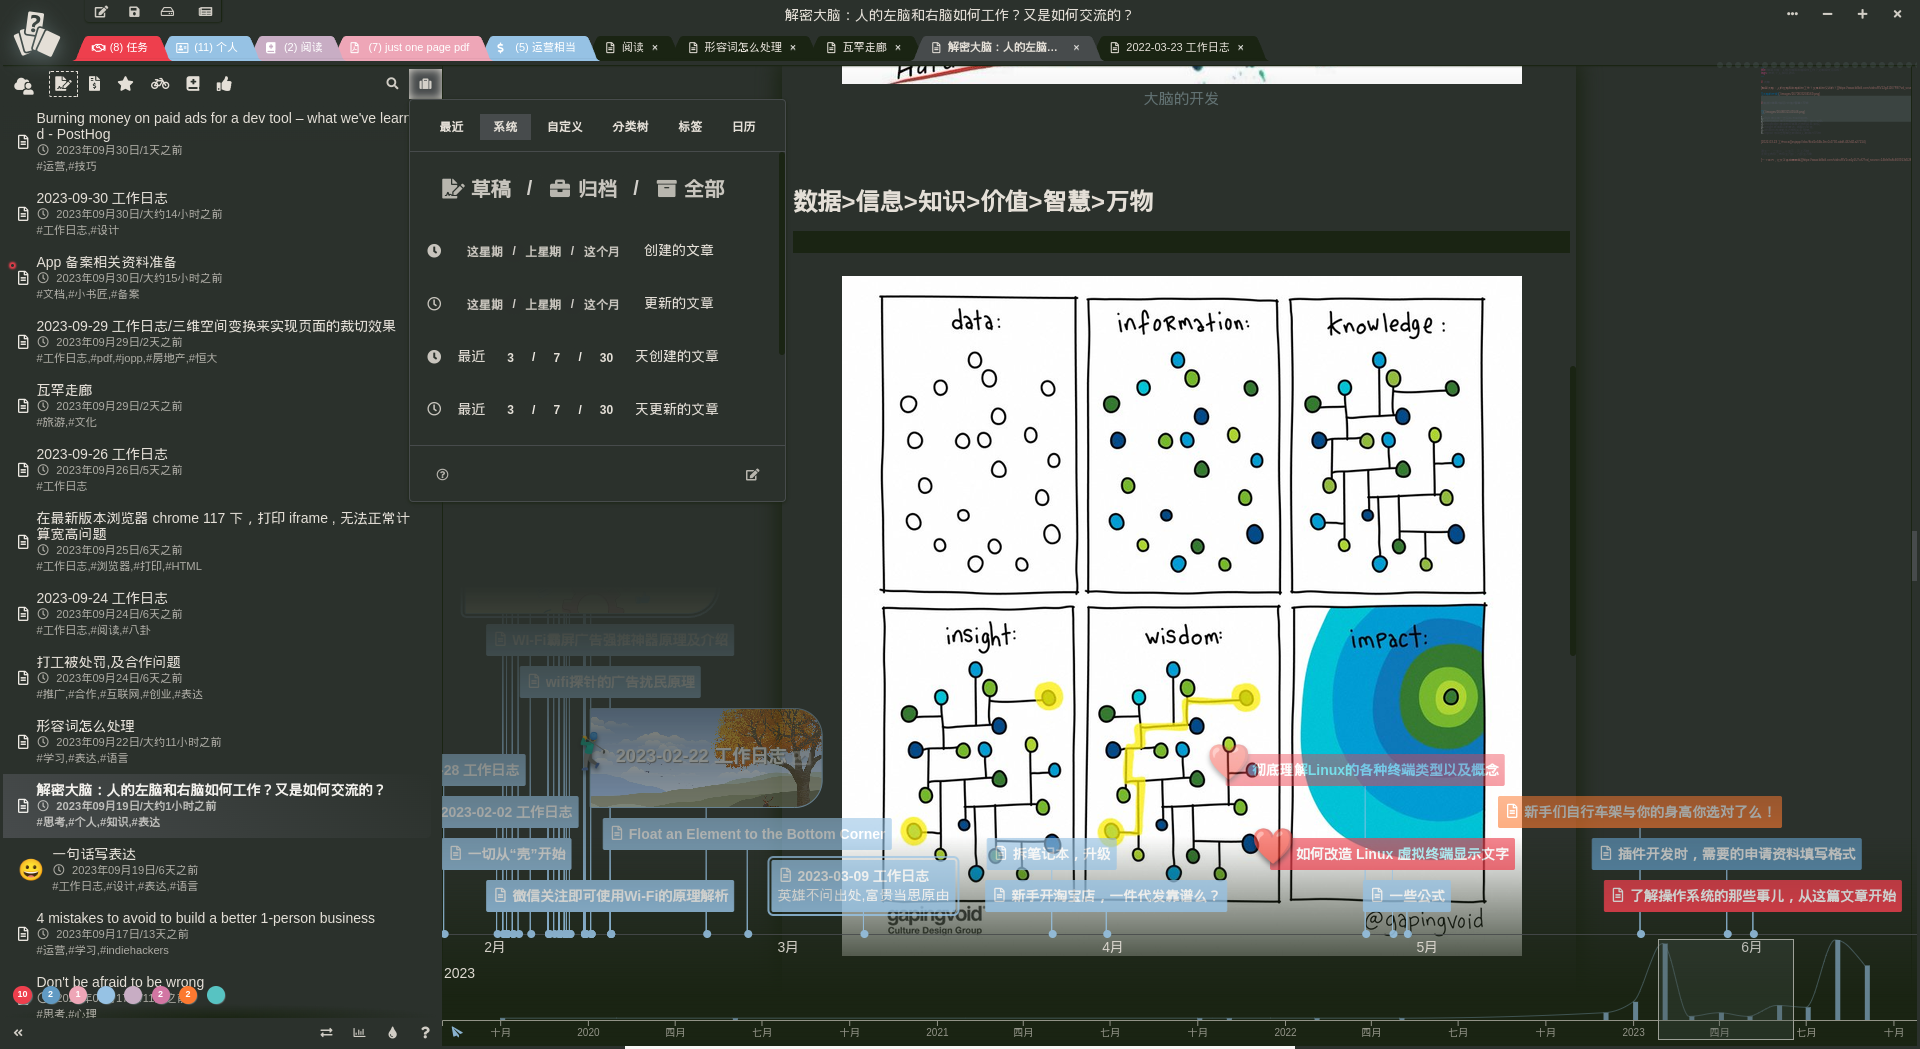 解密大脑：人的左脑和右脑如何工作？又是如何交流的？
(8) 任务
(11) 个人
(2) 阅读
(7) just one page pdf
(5) 运营相当
阅读 ×
形容词怎么处理 ×
瓦罕走廊 ×
解密大脑：人的左脑... ×
2022-03-23 工作日志 ×
Burning money on paid ads for a dev tool – what we've lear
d - PostHog
2023年09月30日/1天之前
#运营,#技巧
2023-09-30 工作日志
2023年09月30日/大约14小时之前
#工作日志,#设计
App 备案相关资料准备
2023年09月30日/大约15小时之前
#文档,#小书匠,#备案
2023-09-29 工作日志/三维空间变换来实现页面的裁切效果
2023年09月29日/2天之前
#工作日志,#pdf,#jopp,#房地产,#恒大
瓦罕走廊
2023年09月29日/2天之前
#旅游,#文化
2023-09-26 工作日志
2023年09月26日/5天之前
#工作日志
在最新版本浏览器 chrome 117 下，打印 iframe , 无法正常计
算宽高问题
2023年09月25日/6天之前
#工作日志,#浏览器,#打印,#HTML
2023-09-24 工作日志
2023年09月24日/6天之前
#工作日志,#阅读,#八卦
打工被处罚,及合作问题
2023年09月24日/6天之前
#推广,#合作,#互联网,#创业,#表达
形容词怎么处理
2023年09月22日/大约11小时之前
#学习,#表达,#语言
解密大脑：人的左脑和右脑如何工作？又是如何交流的？
2023年09月19日/大约1小时之前
#思考,#个人,#知识,#表达
一句话写表达
2023年09月19日/6天之前
#工作日志,#设计,#表达,#语言
4 mistakes to avoid to build a better 1-person business
2023年09月17日/13天之前
#运营,#学习,#indiehackers
Don't be afraid to be wrong
#思考,#心理
10
2
1
2
2
最近
系统
自定义
分类树
标签
日历
草稿 / 归档 / 全部
这星期 / 上星期 / 这个月 创建的文章
这星期 / 上星期 / 这个月 更新的文章
最近 3 / 7 / 30 天创建的文章
最近 3 / 7 / 30 天更新的文章
大脑的开发
数据>信息>知识>价值>智慧>万物
data:
information:
knowledge:
insight:
wisdom:
impact:
gapingvoid
Culture Design Group
@gapingvoid
wifi探针的广告扰民原理
2023-02-22 工作日志
28 工作日志
2023-02-02 工作日志
Float an Element to the Bottom Corner
一切从“壳”开始
2023-03-09 工作日志
英雄不问出处,富贵当思原由
微信关注即可使用Wi-Fi的原理解析
拆笔记本，升级
新手开淘宝店，一件代发靠谱么？
彻底理解Linux的各种终端类型以及概念
如何改造 Linux 虚拟终端显示文字
一些公式
新手们自行车架与你的身高你选对了么！
插件开发时，需要的申请资料填写格式
了解操作系统的那些事儿，从这篇文章开始
2月
3月
4月
5月
6月
2023
十月
2020
四月
七月
十月
2021
四月
七月
十月
2022
四月
七月
十月
2023
四月
七月
十月